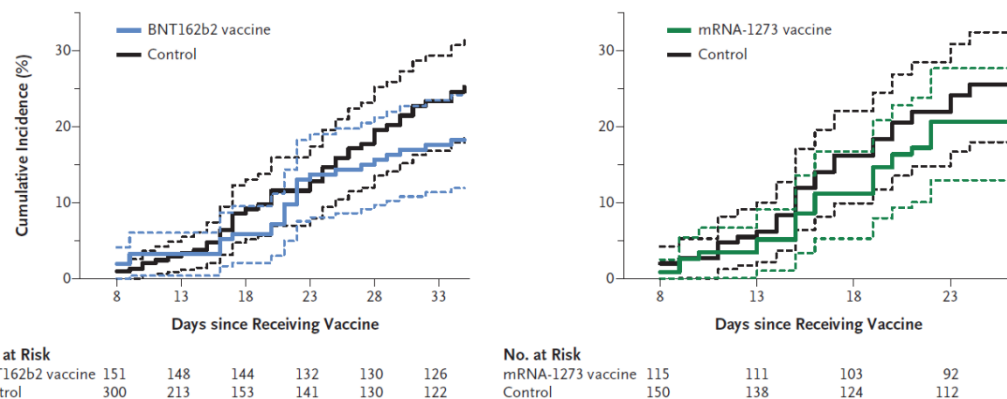 BNT162b2 vaccine
Control
Cumulative Incidence (%)
30
20
10
0
8 13 18 23 28 33
Days since Receiving Vaccine
at Risk
T162b2 vaccine 151 148 144 132 130 126
trol 300 213 153 141 130 122
mRNA-1273 vaccine
Control
30
20
10
0
8 13 18 23
Days since Receiving Vaccine
No. at Risk
mRNA-1273 vaccine 115 111 103 92
Control 150 138 124 112